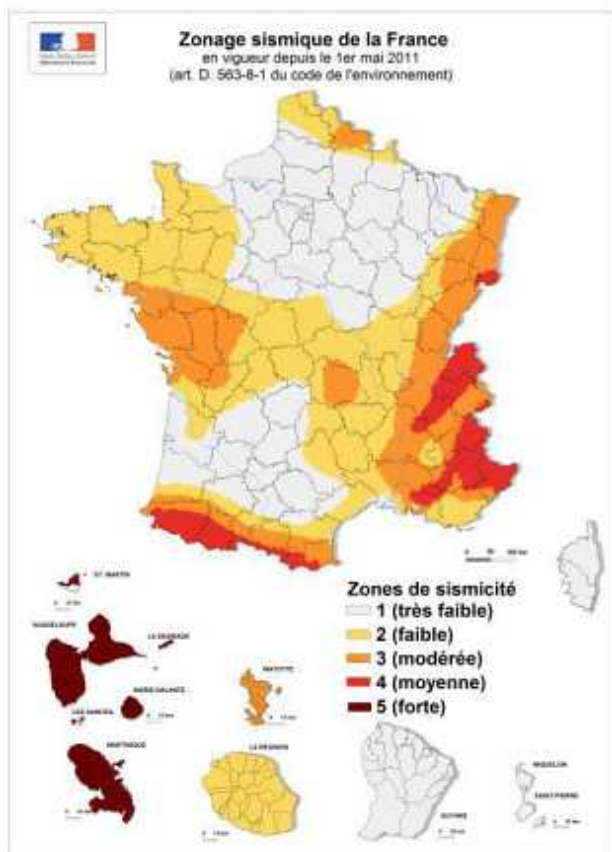 Zonage sismique de la France
en vigueur depuis le 1er mai 2011
(art. D. 563-8-1 du code de l'environnement)
Zones de sismicité
1 (très faible)
2 (faible)
3 (modérée)
4 (moyenne)
5 (forte)
ST. MARTIN
GUADELOUPE
LA DESIRADE
MARIE-GALANTE
LES SAINTES
MAYOTTE
MARTINIQUE
LA REUNION
GUYANE
MIQUELON
SAINT-PIERRE